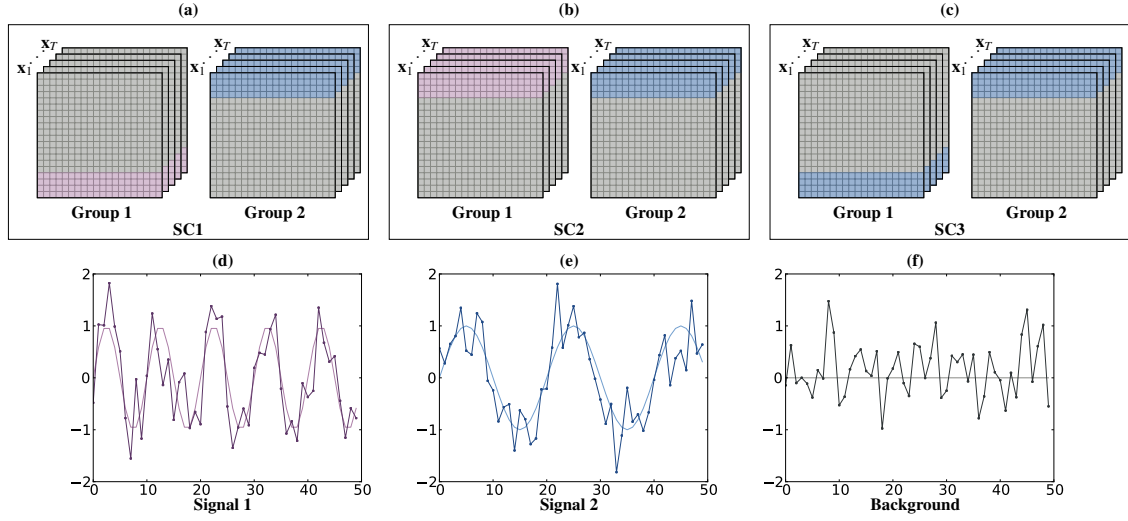 (a) (b) (c)
x_T x_T x_T x_T x_T x_T
x_1 x_1 x_1 x_1 x_1 x_1
Group 1 Group 2 Group 1 Group 2 Group 1 Group 2
SC1 SC2 SC3
(d) (e) (f)
2 2 2
1 1 1
0 0 0
−1 −1 −1
−2 −2 −2
0 10 20 30 40 50 0 10 20 30 40 50 0 10 20 30 40 50
Signal 1 Signal 2 Background